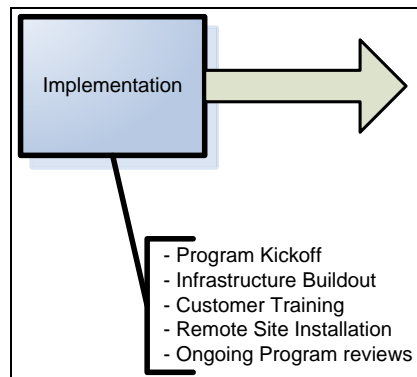 Implementation
- Program Kickoff
- Infrastructure Buildout
- Customer Training
- Remote Site Installation
- Ongoing Program reviews